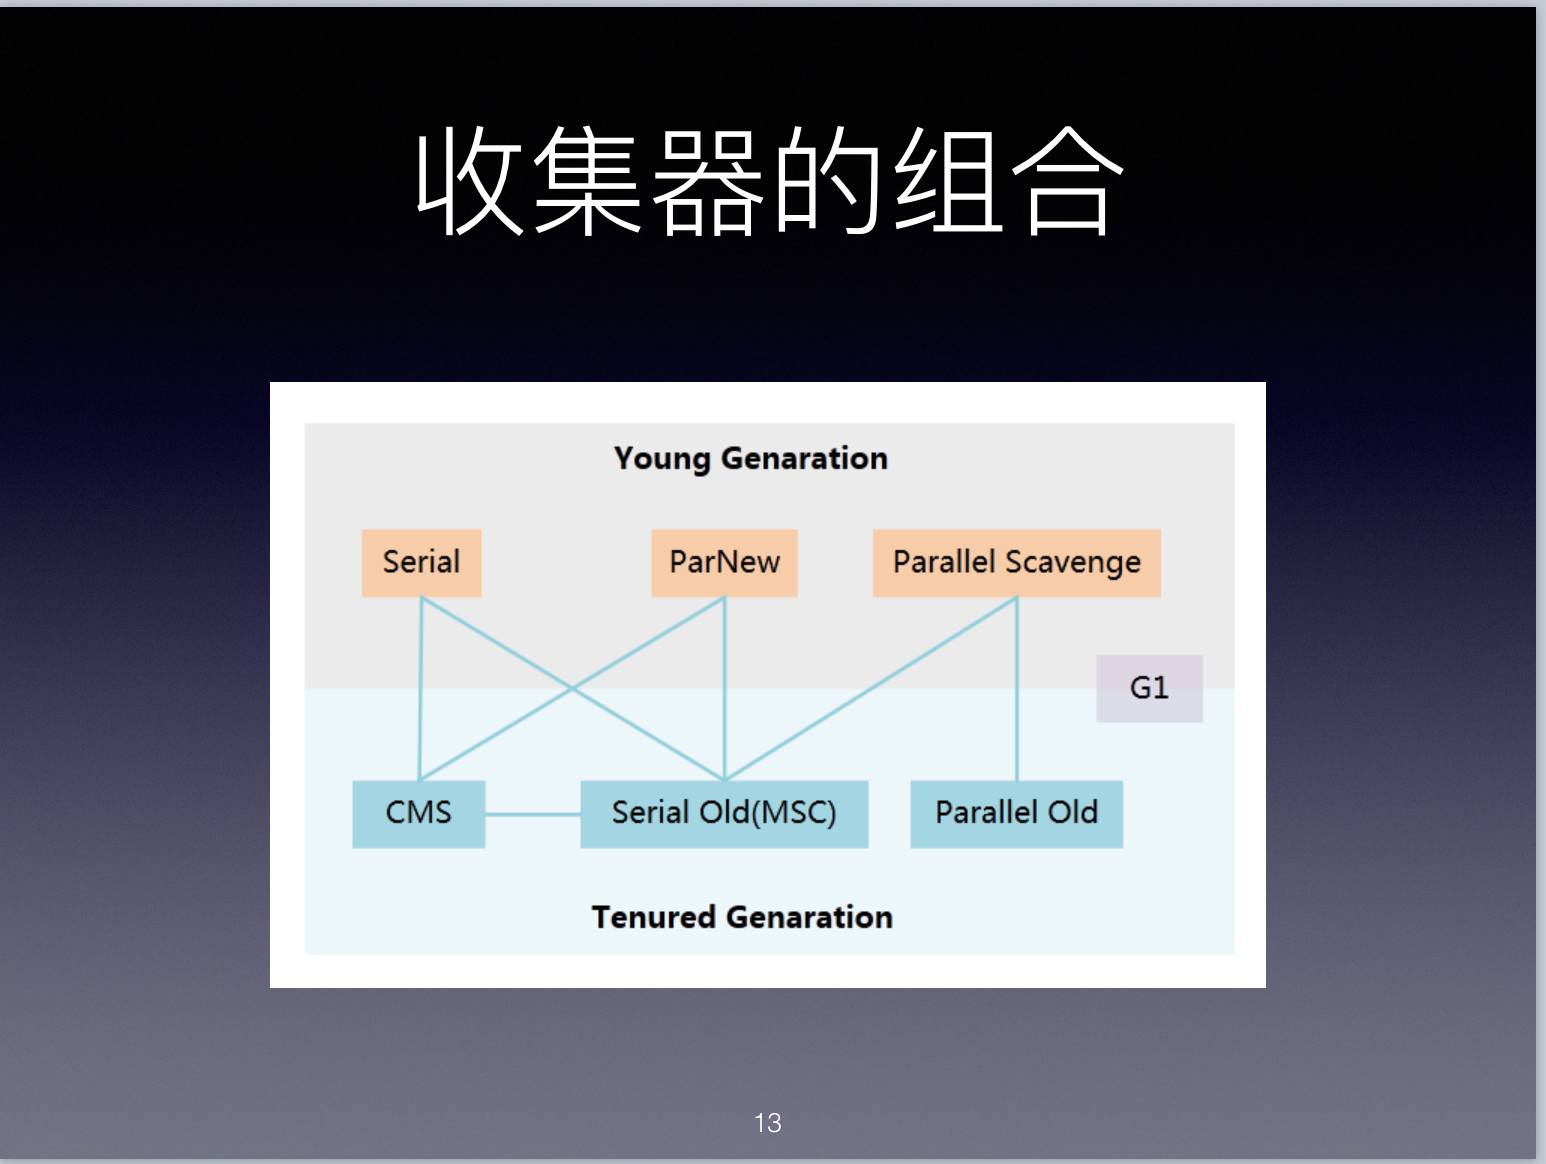 收集器的组合
Young Genaration
Serial
ParNew
Parallel Scavenge
G1
CMS
Serial Old(MSC)
Parallel Old
Tenured Genaration
13